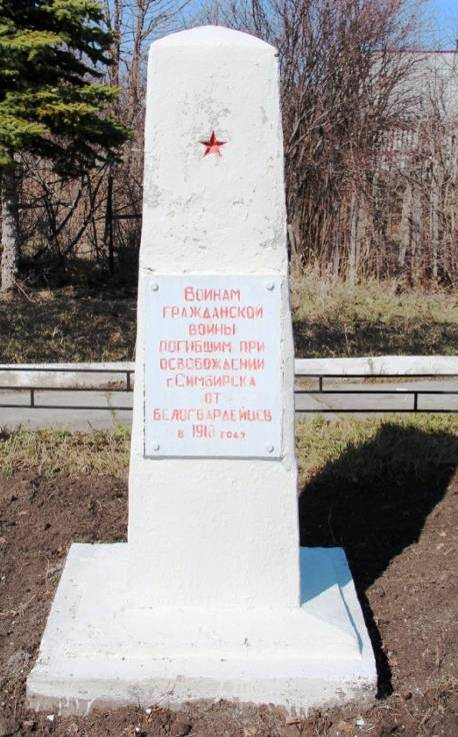 Воинам
гражданской
войны
погибшим при
освобождении
г. Симбирска
от
белогвардейцев
в 1918 году